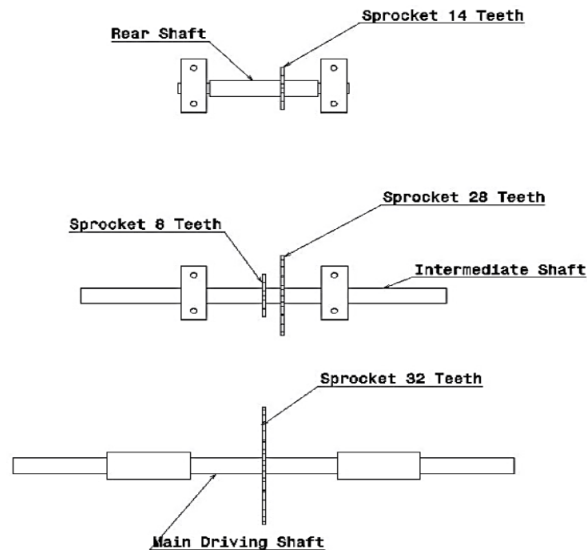 Sprocket 14 Teeth
Rear Shaft
Sprocket 28 Teeth
Sprocket 8 Teeth
Intermediate Shaft
Sprocket 32 Teeth
Main Driving Shaft